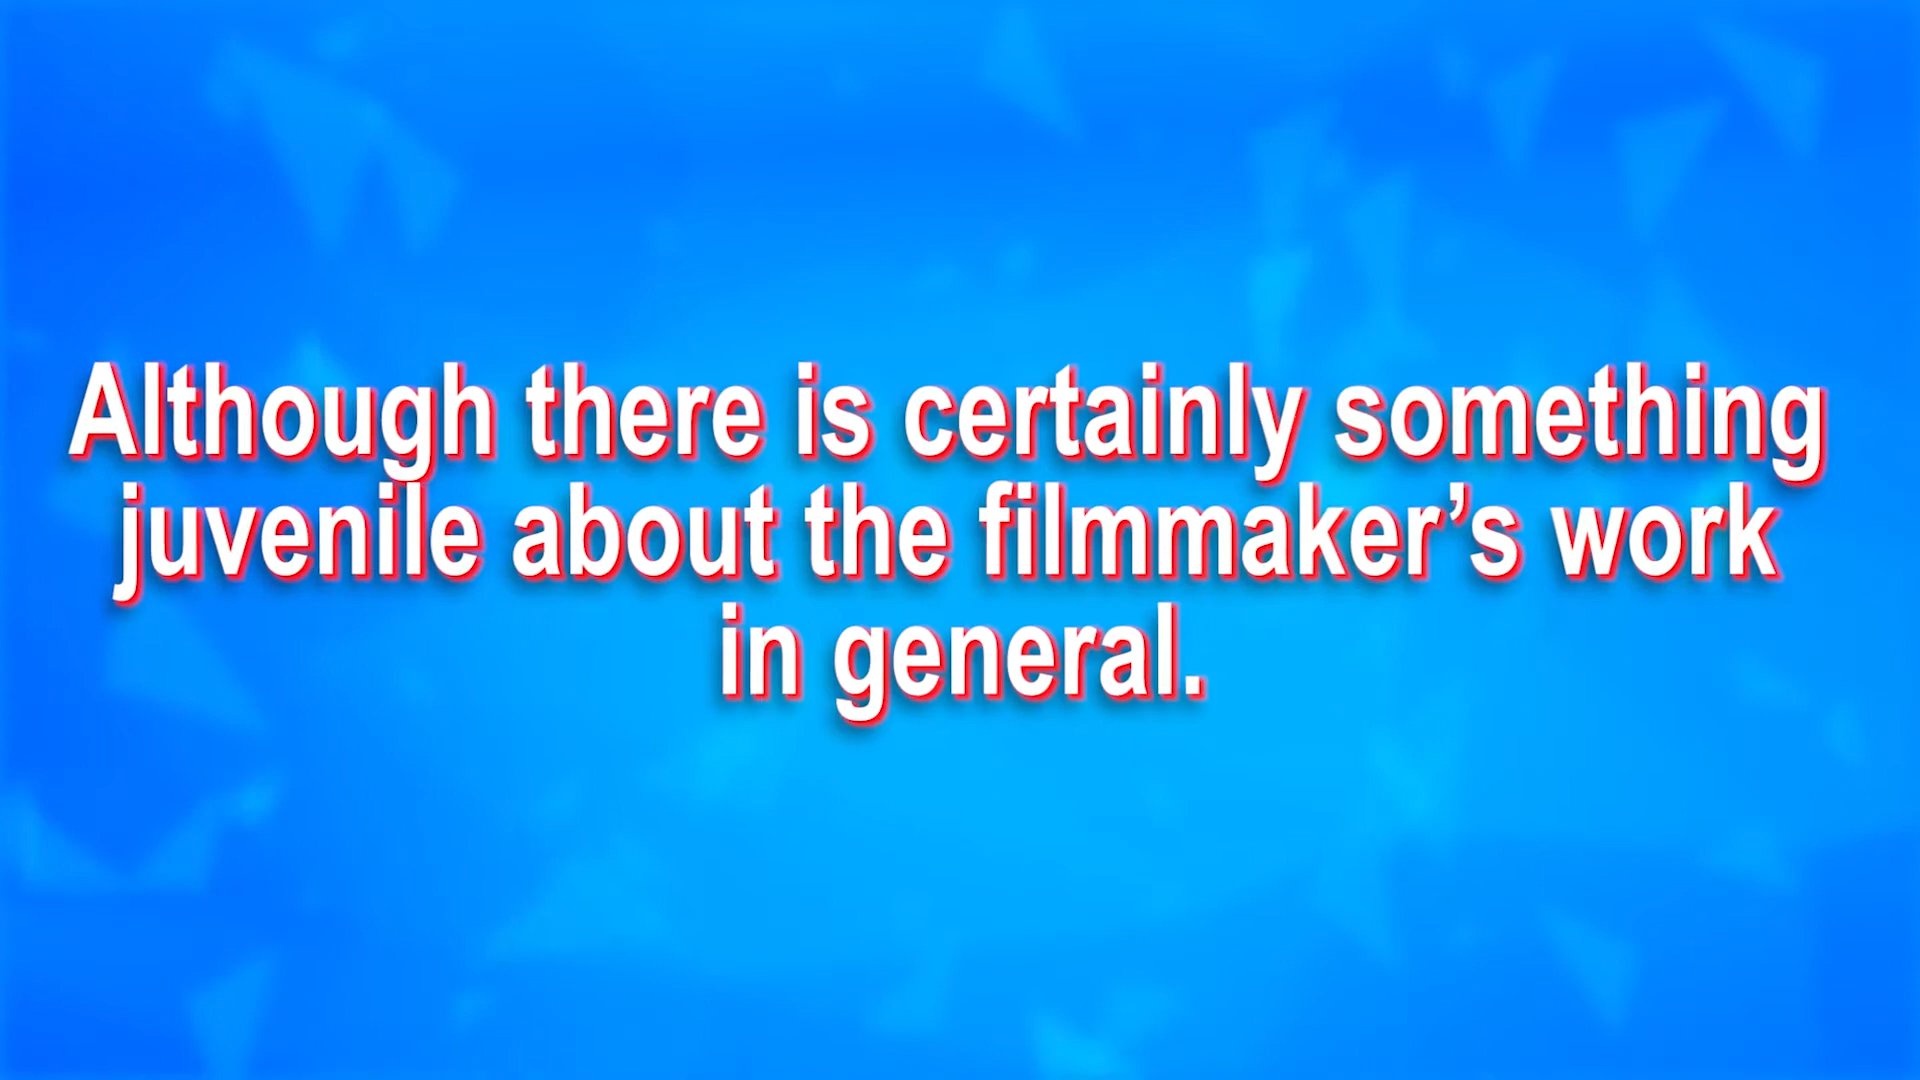 Although there is certainly something
juvenile about the filmmaker’s work
in general.